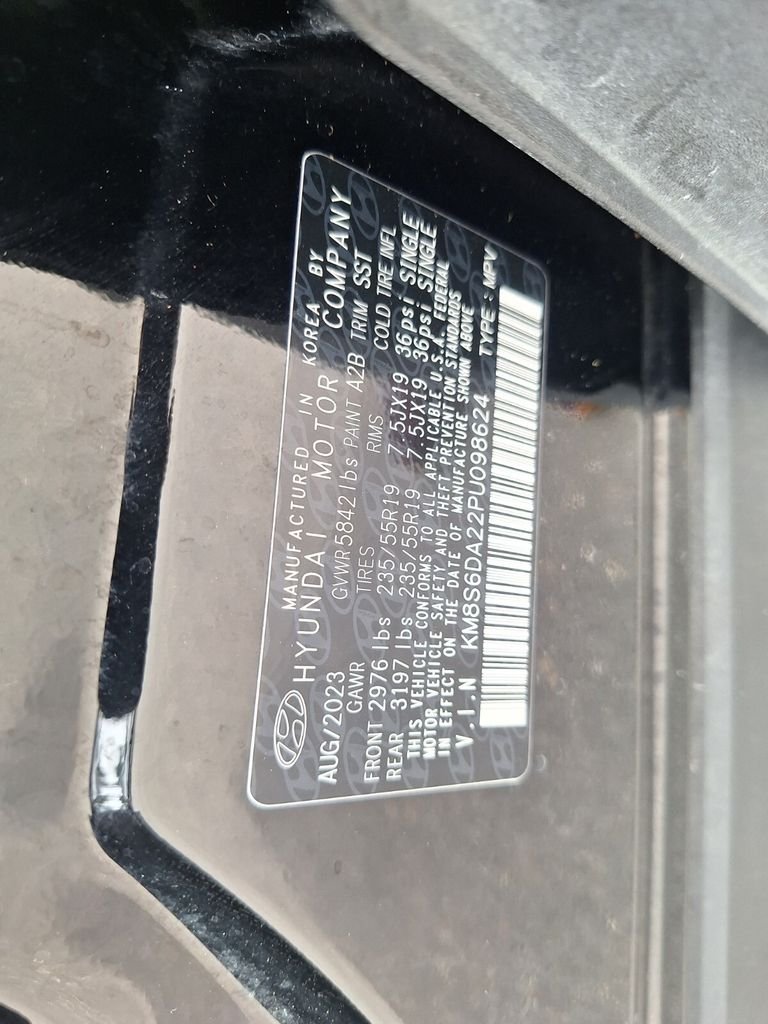 MANUFACTURED IN KOREA BY
HYUNDAI MOTOR COMPANY
AUG/2023 GVWR 5842 lbs PAINT A2B TRIM SST
GAWR TIRES RIMS COLD TIRE INFL
FRONT 2976 lbs 235/55R19 7.5JX19 36psi SINGLE
REAR 3197 lbs 235/55R19 7.5JX19 36psi SINGLE
THIS VEHICLE CONFORMS TO ALL APPLICABLE U.S.A. FEDERAL
MOTOR VEHICLE SAFETY AND THEFT PREVENTION STANDARDS
IN EFFECT ON THE DATE OF MANUFACTURE SHOWN ABOVE
V.I.N KM8S6DA22PU098624 TYPE : MPV